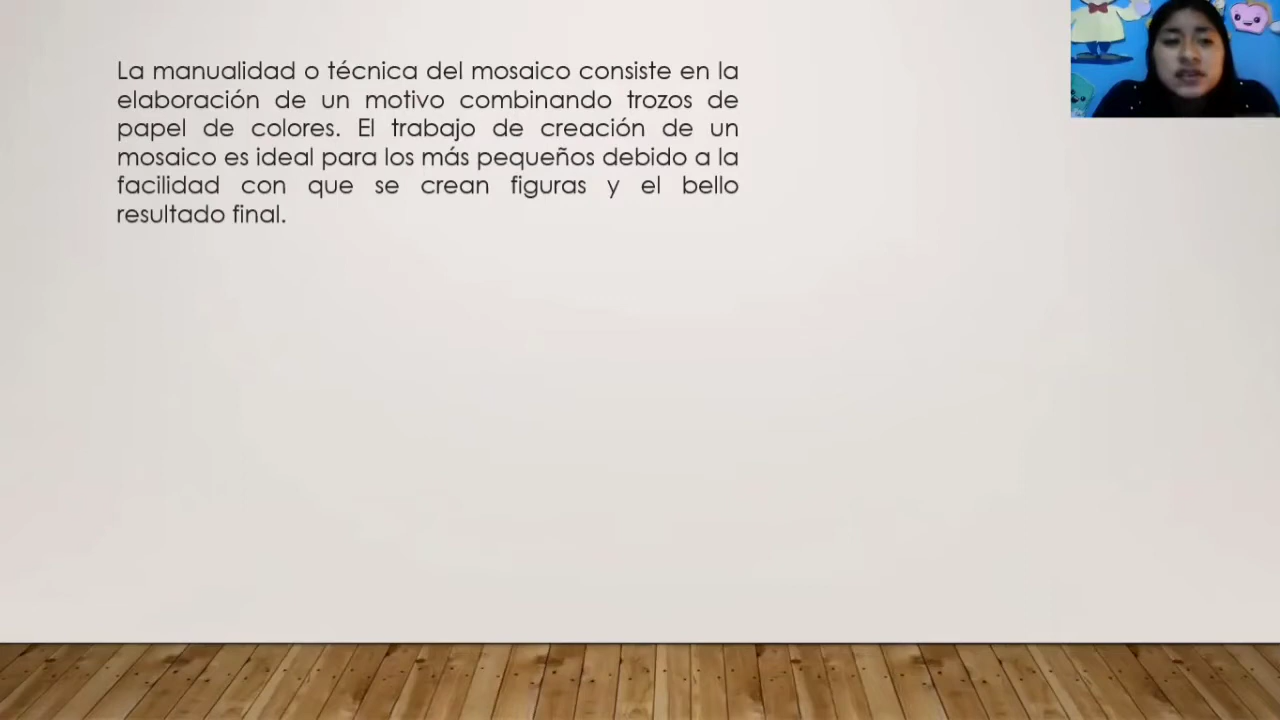 La manualidad o técnica del mosaico consiste en la
elaboración de un motivo combinando trozos de
papel de colores. El trabajo de creación de un
mosaico es ideal para los más pequeños debido a la
facilidad con que se crean figuras y el bello
resultado final.